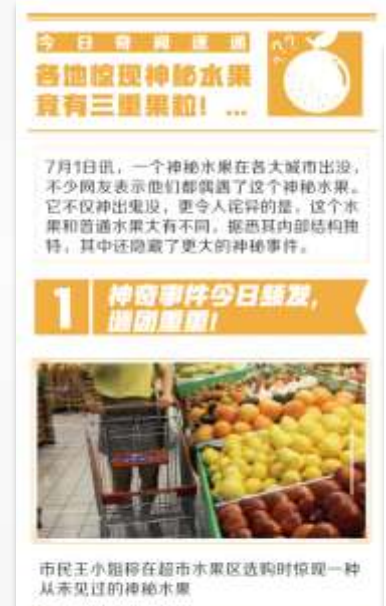 今日奇闻速递
各地惊现神秘水果
竟有三重果粒！...
7月1日讯，一个神秘水果在各大城市出没，
不少网友表示他们都偶遇了这个神秘水果。
它不仅神出鬼没，更令人诧异的是，这个水
果和普通水果大有不同，据悉其内部结构独
特，其中还隐藏了更大的神秘事件。
1
神奇事件今日频发，
谜团重重！
市民王小姐称在超市水果区选购时惊现一种
从未见过的神秘水果